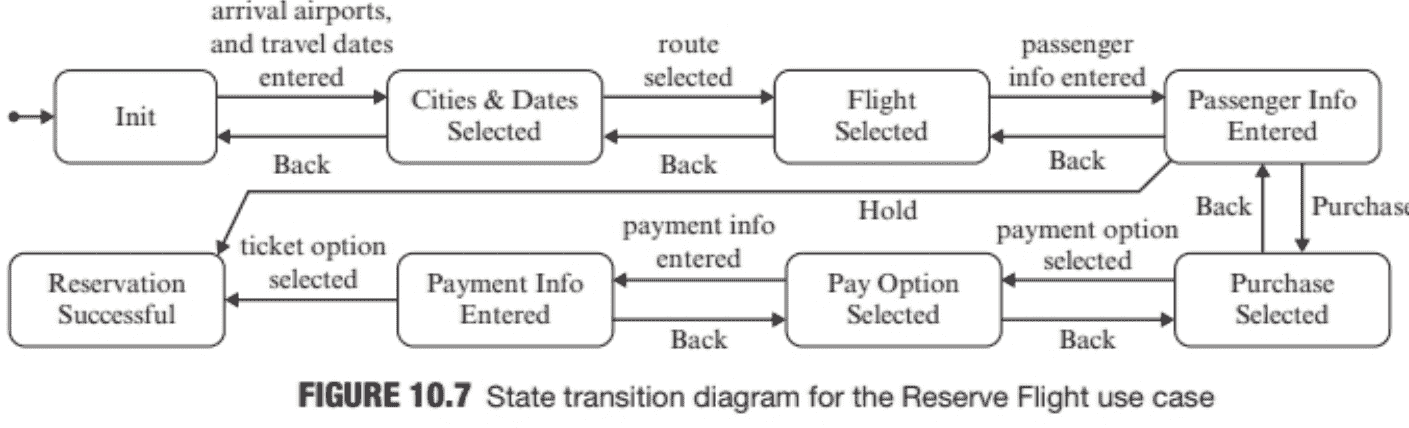 arrival airports,
and travel dates
entered
route
selected
passenger
info entered
Init
Cities & Dates
Selected
Flight
Selected
Passenger Info
Entered
Back
Back
Back
Hold
Back
Purchase
ticket option
selected
payment info
entered
payment option
selected
Reservation
Successful
Payment Info
Entered
Pay Option
Selected
Purchase
Selected
Back
Back
FIGURE 10.7 State transition diagram for the Reserve Flight use case